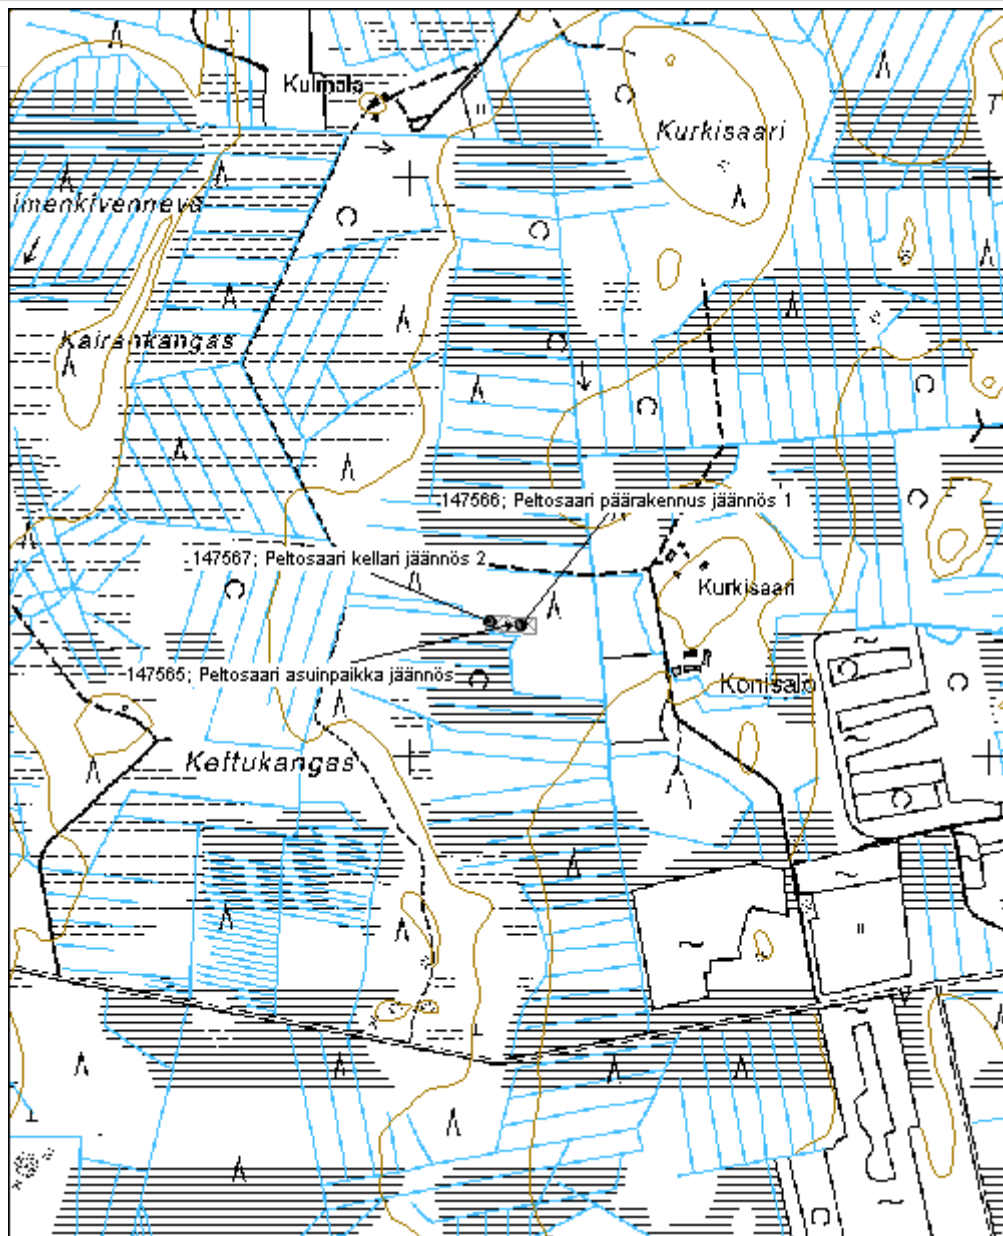 Kulmala
Kurkisaari
imenkivenneva
Kairankangas
147566; Peltosaari päärakennus jäännös 1
147567; Peltosaari kellari jäännös 2
Kurkisaari
147565; Peltosaari asuinpaikka jäännös
Konisalo
Kettukangas